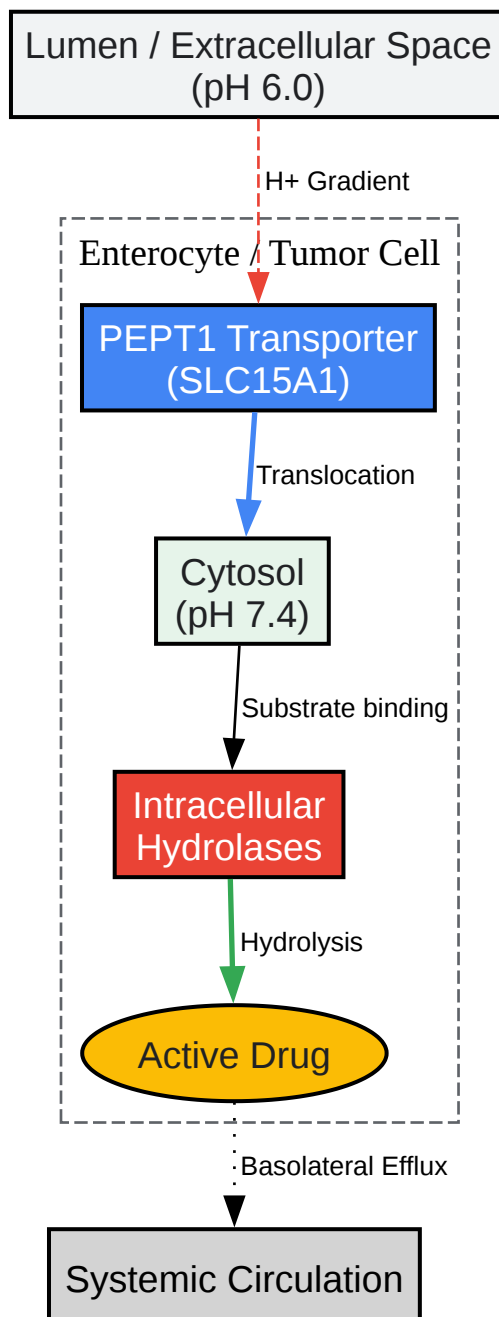 Lumen / Extracellular Space
(pH 6.0)
H+ Gradient
Enterocyte / Tumor Cell
PEPT1 Transporter
(SLC15A1)
Translocation
Cytosol
(pH 7.4)
Substrate binding
Intracellular
Hydrolases
Hydrolysis
Active Drug
Basolateral Efflux
Systemic Circulation